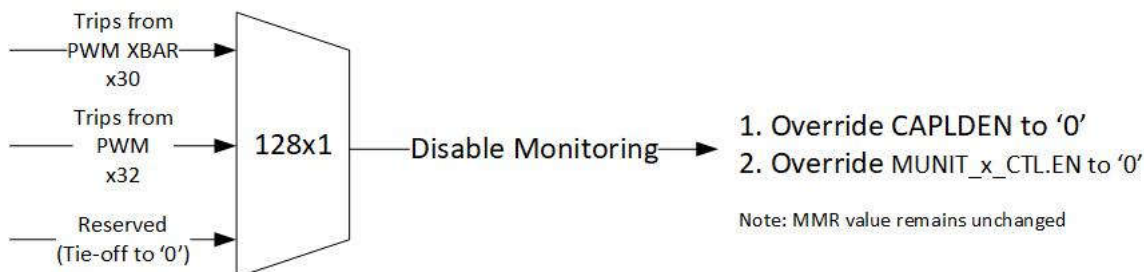 Trips from
PWM XBAR
x30
Trips from
PWM
x32
Reserved
(Tie-off to ‘0’)
128x1
Disable Monitoring
1. Override CAPLDEN to ‘0’
2. Override MUNIT_x_CTL.EN to ‘0’
Note: MMR value remains unchanged